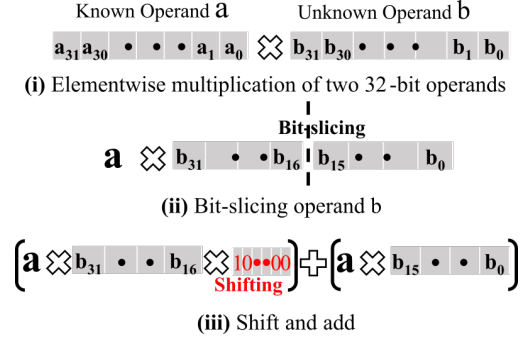 Known Operand a Unknown Operand b
a31 a30 • • • a1 a0 × b31 b30 • • • b1 b0
(i) Elementwise multiplication of two 32-bit operands
Bit-slicing
a × b31 • • b16 b15 • • b0
(ii) Bit-slicing operand b
(a × b31 • • b16 × 10••00) + (a × b15 • • b0)
Shifting
(iii) Shift and add